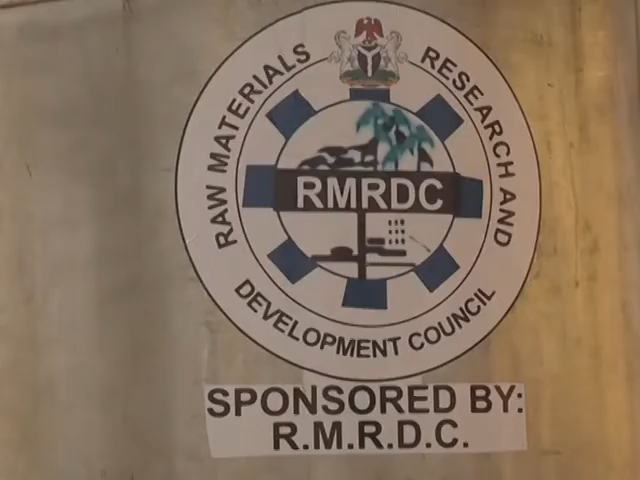 RAW MATERIALS RESEARCH AND
DEVELOPMENT COUNCIL
RMRDC
SPONSORED BY:
R.M.R.D.C.